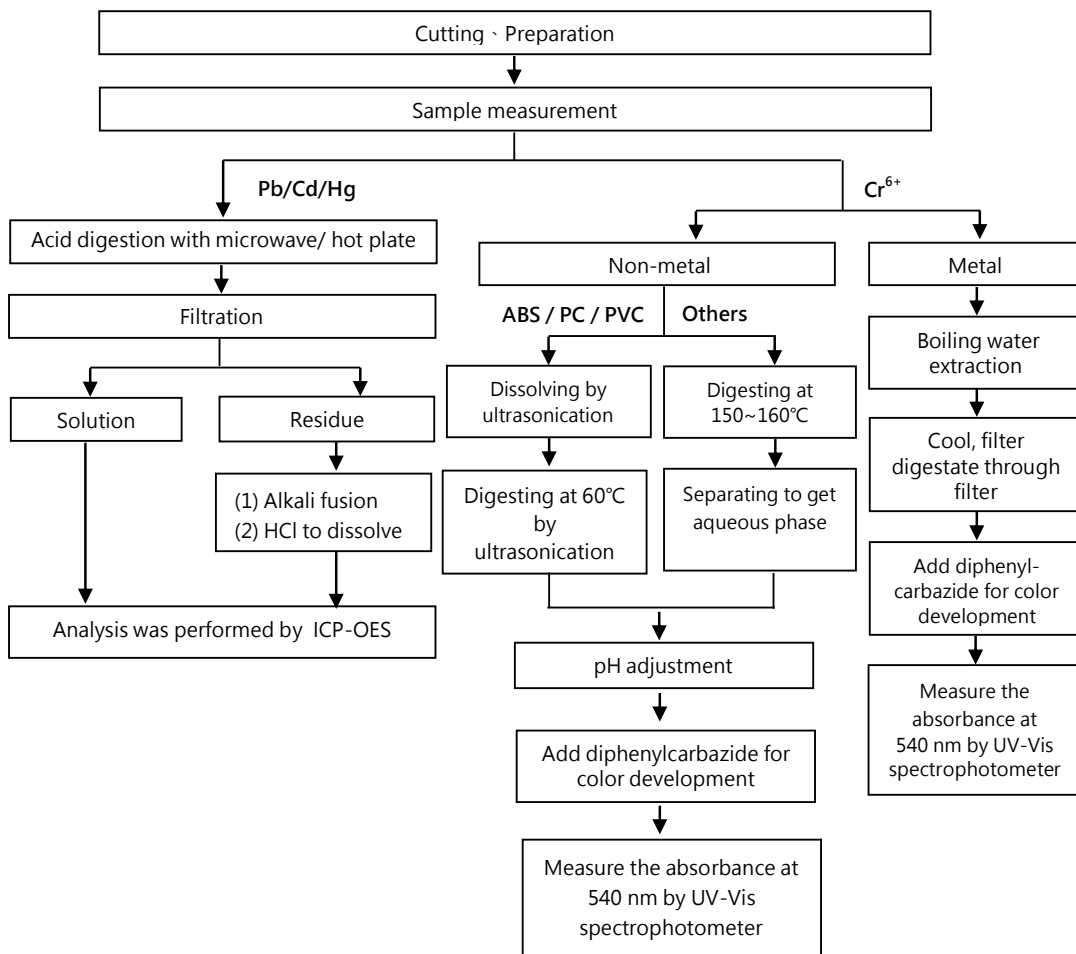 Cutting、Preparation
Sample measurement
Pb/Cd/Hg
Cr6+
Acid digestion with microwave/ hot plate
Non-metal
Metal
Filtration
ABS / PC / PVC
Others
Boiling water
extraction
Solution
Residue
Dissolving by
ultrasonication
Digesting at
150~160℃
Cool, filter
digestate through
filter
(1) Alkali fusion
(2) HCl to dissolve
Digesting at 60℃
by
ultrasonication
Separating to get
aqueous phase
Add diphenyl-
carbazide for color
development
Analysis was performed by ICP-OES
pH adjustment
Measure the
absorbance at
540 nm by UV-Vis
spectrophotometer
Add diphenylcarbazide for
color development
Measure the absorbance at
540 nm by UV-Vis
spectrophotometer